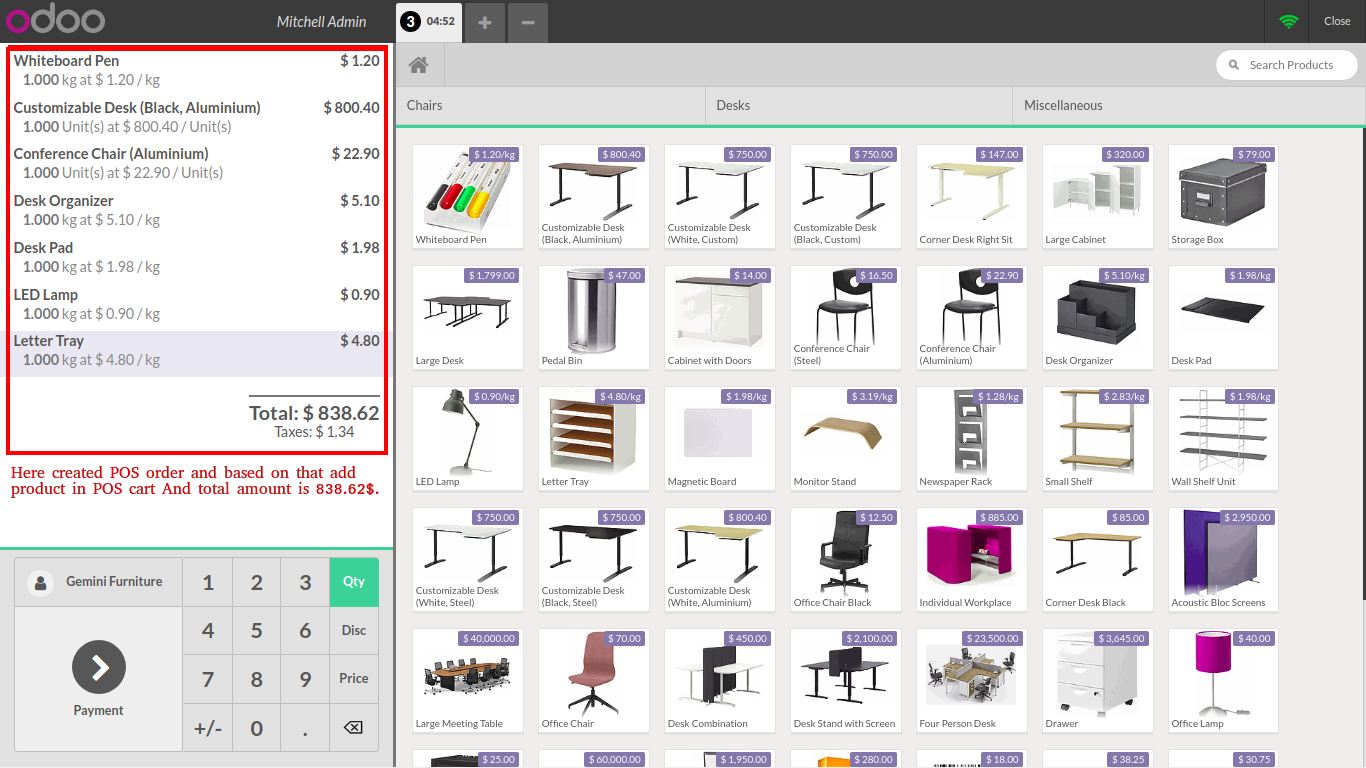 odoo
Mitchell Admin
3 04:52
Close
Search Products
Chairs
Desks
Miscellaneous
Whiteboard Pen $ 1.20
1.000 kg at $ 1.20 / kg
Customizable Desk (Black, Aluminium) $ 800.40
1.000 Unit(s) at $ 800.40 / Unit(s)
Conference Chair (Aluminium) $ 22.90
1.000 Unit(s) at $ 22.90 / Unit(s)
Desk Organizer $ 5.10
1.000 kg at $ 5.10 / kg
Desk Pad $ 1.98
1.000 kg at $ 1.98 / kg
LED Lamp $ 0.90
1.000 kg at $ 0.90 / kg
Letter Tray $ 4.80
1.000 kg at $ 4.80 / kg
Total: $ 838.62
Taxes: $ 1.34
Here created POS order and based on that add
product in POS cart And total amount is 838.62$.
Gemini Furniture
Payment
1 2 3 Qty
4 5 6 Disc
7 8 9 Price
+/- 0 .
$ 1.20/kg
Whiteboard Pen
$ 800.40
Customizable Desk
(Black, Aluminium)
$ 750.00
Customizable Desk
(White, Custom)
$ 750.00
Customizable Desk
(Black, Custom)
$ 147.00
Corner Desk Right Sit
$ 320.00
Large Cabinet
$ 79.00
Storage Box
$ 1,799.00
Large Desk
$ 47.00
Pedal Bin
$ 14.00
Cabinet with Doors
$ 16.50
Conference Chair
(Steel)
$ 22.90
Conference Chair
(Aluminium)
$ 5.10/kg
Desk Organizer
$ 1.98/kg
Desk Pad
$ 0.90/kg
LED Lamp
$ 4.80/kg
Letter Tray
$ 1.98/kg
Magnetic Board
$ 3.19/kg
Monitor Stand
$ 1.28/kg
Newspaper Rack
$ 2.83/kg
Small Shelf
$ 1.98/kg
Wall Shelf Unit
$ 750.00
Customizable Desk
(White, Steel)
$ 750.00
Customizable Desk
(Black, Steel)
$ 800.40
Customizable Desk
(White, Aluminium)
$ 12.50
Office Chair Black
$ 885.00
Individual Workplace
$ 85.00
Corner Desk Black
$ 2,950.00
Acoustic Bloc Screens
$ 40,000.00
Large Meeting Table
$ 70.00
Office Chair
$ 450.00
Desk Combination
$ 2,100.00
Desk Stand with Screen
$ 23,500.00
Four Person Desk
$ 3,645.00
Drawer
$ 40.00
Office Lamp
$ 25.00
$ 60,000.00
$ 1,950.00
$ 280.00
$ 18.00
$ 38.25
$ 30.75